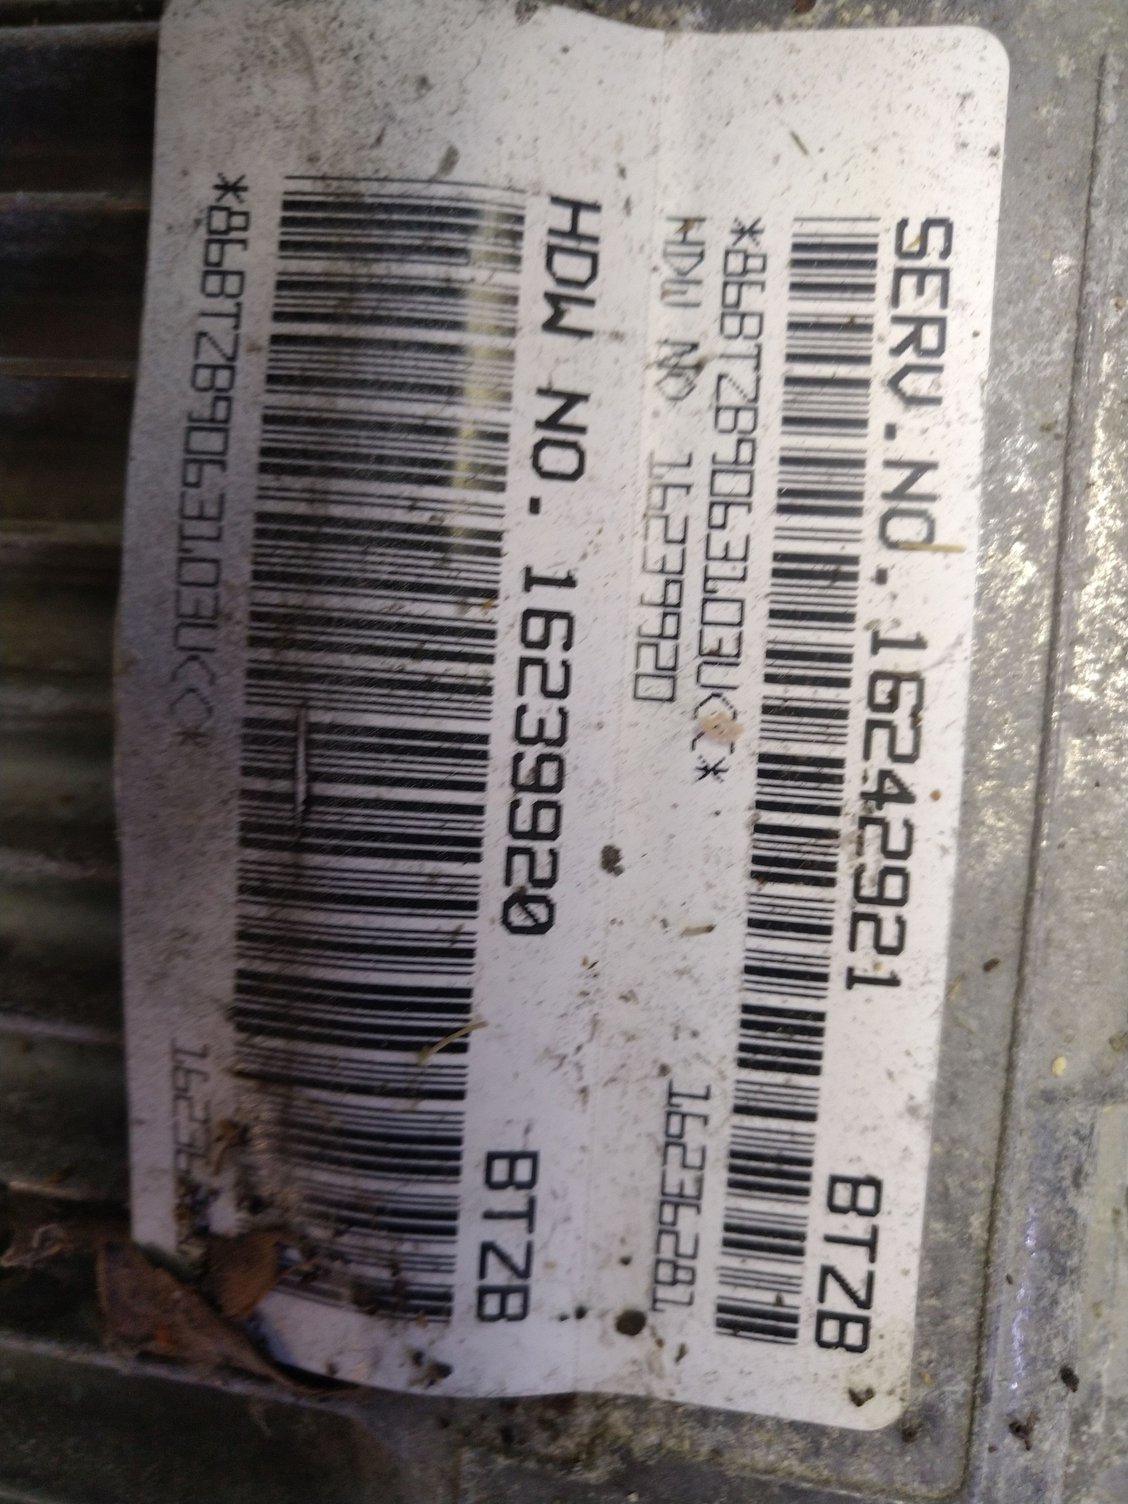 SERV.NO.16242921 BTZB
*86BTZB9063103U<<*
HDW NO 16239920 16236281
HDW NO.16239920 BTZB
*86BTZB9063103U<<*